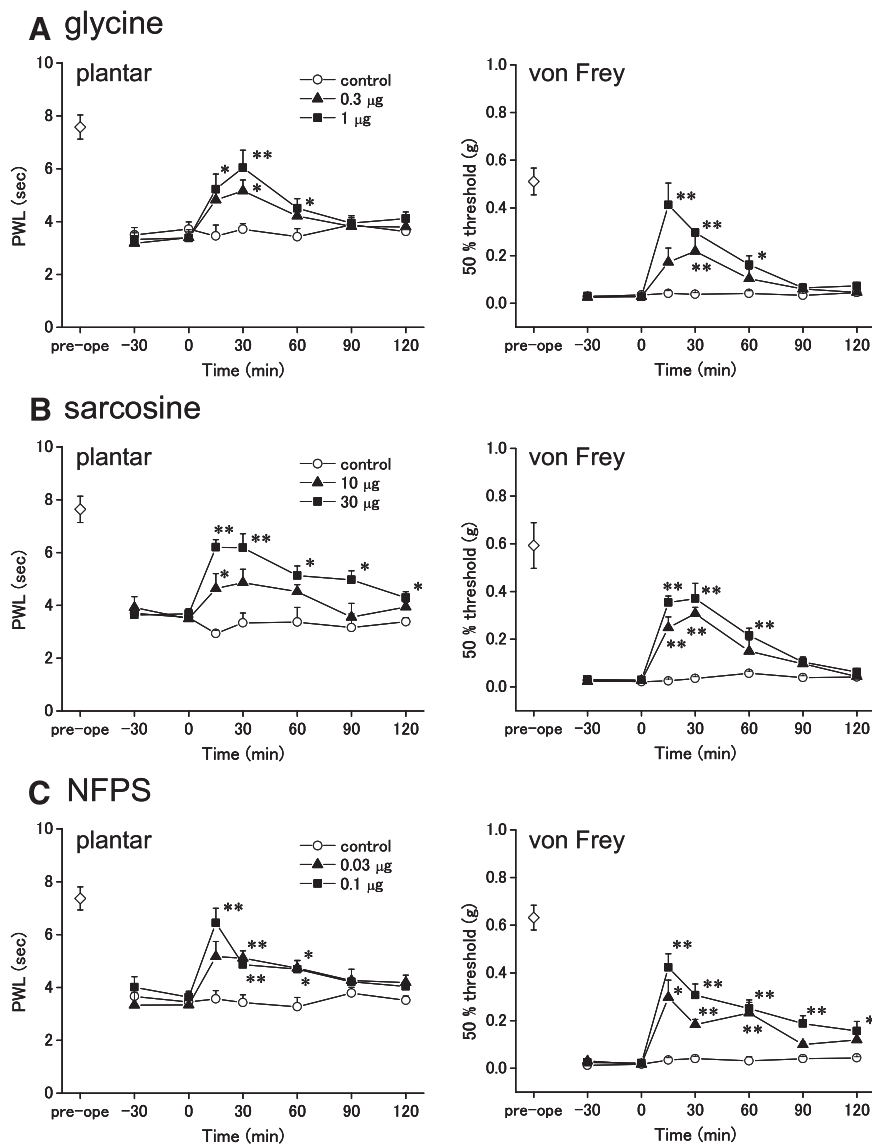 A glycine
plantar
control
0.3 μg
1 μg
PWL (sec)
10
8
6
4
2
0
* ** * *
pre-ope -30 0 30 60 90 120
Time (min)
von Frey
50 % threshold (g)
1.0
0.8
0.6
0.4
0.2
0.0
** ** ** *
pre-ope -30 0 30 60 90 120
Time (min)
B sarcosine
plantar
control
10 μg
30 μg
PWL (sec)
10
8
6
4
2
0
** ** * * * *
pre-ope -30 0 30 60 90 120
Time (min)
von Frey
50 % threshold (g)
1.0
0.8
0.6
0.4
0.2
0.0
** ** ** ** **
pre-ope -30 0 30 60 90 120
Time (min)
C NFPS
plantar
control
0.03 μg
0.1 μg
PWL (sec)
10
8
6
4
2
0
** ** ** * *
pre-ope -30 0 30 60 90 120
Time (min)
von Frey
50 % threshold (g)
1.0
0.8
0.6
0.4
0.2
0.0
** * ** ** ** ** ** *
pre-ope -30 0 30 60 90 120
Time (min)